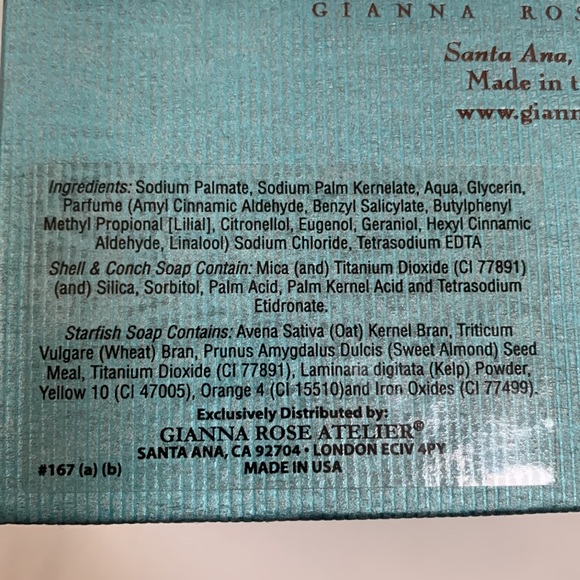 GIANNA ROS
Santa Ana,
Made in t
www.giann
Ingredients: Sodium Palmate, Sodium Palm Kernelate, Aqua, Glycerin,
Parfume (Amyl Cinnamic Aldehyde, Benzyl Salicylate, Butylphenyl
Methyl Propional [Lilial], Citronellol, Eugenol, Geraniol, Hexyl Cinnamic
Aldehyde, Linalool) Sodium Chloride, Tetrasodium EDTA
Shell & Conch Soap Contain: Mica (and) Titanium Dioxide (CI 77891)
(and) Silica, Sorbitol, Palm Acid, Palm Kernel Acid and Tetrasodium
Etidronate.
Starfish Soap Contains: Avena Sativa (Oat) Kernel Bran, Triticum
Vulgare (Wheat) Bran, Prunus Amygdalus Dulcis (Sweet Almond) Seed
Meal, Titanium Dioxide (CI 77891), Laminaria digitata (Kelp) Powder,
Yellow 10 (CI 47005), Orange 4 (CI 15510)and Iron Oxides (CI 77499).
Exclusively Distributed by:
GIANNA ROSE ATELIER®
SANTA ANA, CA 92704 • LONDON ECIV 4PY
#167 (a) (b) MADE IN USA